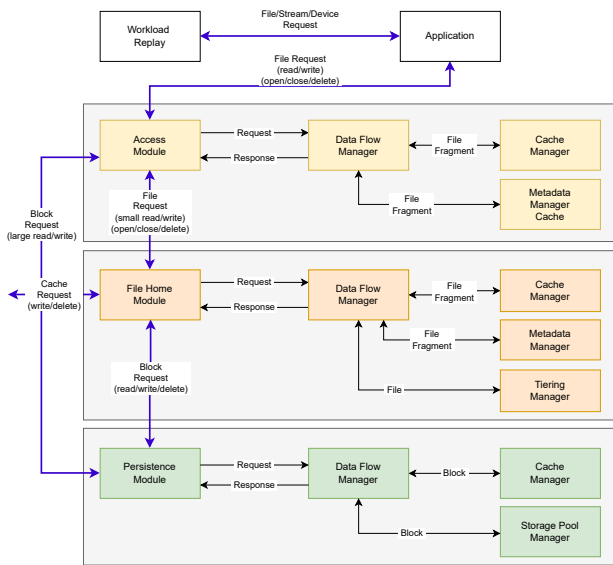 File/Stream/Device
Request
Workload
Replay
Application
File Request
(read/write)
(open/close/delete)
Access
Module
Request
Response
Data Flow
Manager
File
Fragment
Cache
Manager
File
Fragment
Metadata
Manager
Cache
File
Request
(small read/write)
(open/close/delete)
Block
Request
(large read/write)
Cache
Request
(write/delete)
File Home
Module
Request
Response
Data Flow
Manager
File
Fragment
Cache
Manager
File
Fragment
Metadata
Manager
File
Tiering
Manager
Block
Request
(read/write/delete)
Persistence
Module
Request
Response
Data Flow
Manager
Block
Cache
Manager
Block
Storage Pool
Manager